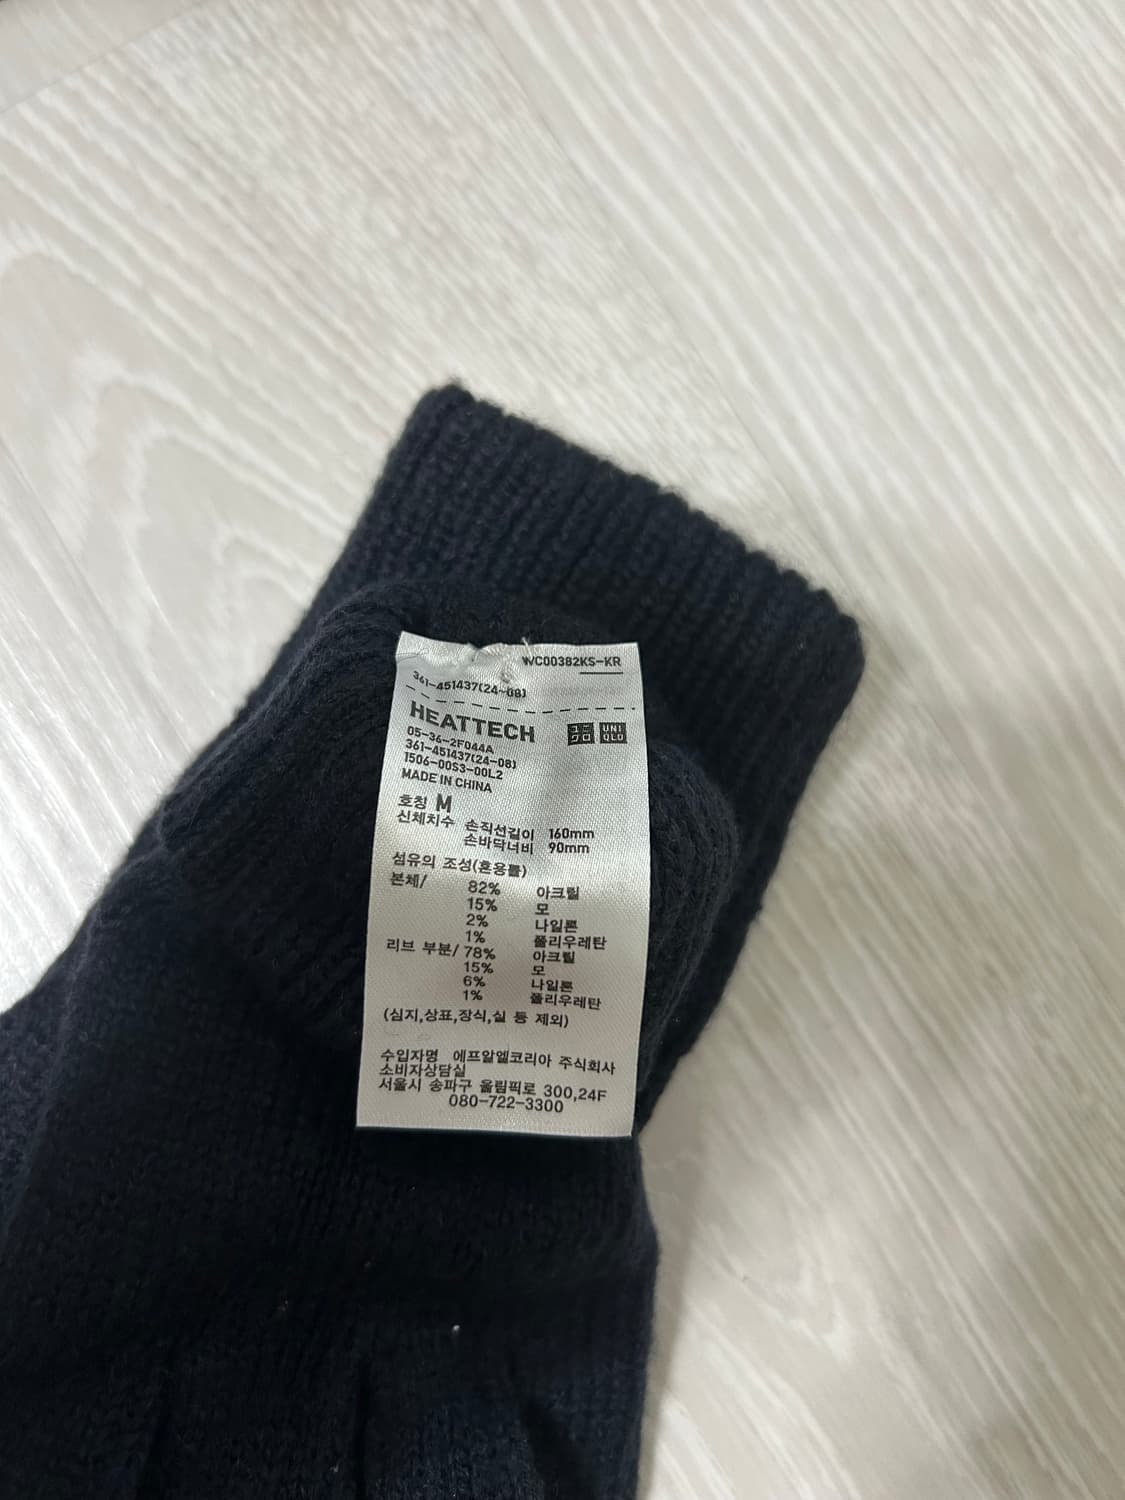 WC00382KS-KR
361-451437(24-08)
HEATTECH
ユニ クロ UNI QLO
05-36-2F044A
361-451437(24-08)
1506-00S3-00L2
MADE IN CHINA
호칭 M
신체치수 손직선길이 160mm
손바닥너비 90mm
섬유의 조성(혼용률)
본체/ 82% 아크릴
15% 모
2% 나일론
1% 폴리우레탄
리브 부분/ 78% 아크릴
15% 모
6% 나일론
1% 폴리우레탄
(심지,상표,장식,실 등 제외)
수입자명 에프알엘코리아 주식회사
소비자상담실
서울시 송파구 올림픽로 300,24F
080-722-3300